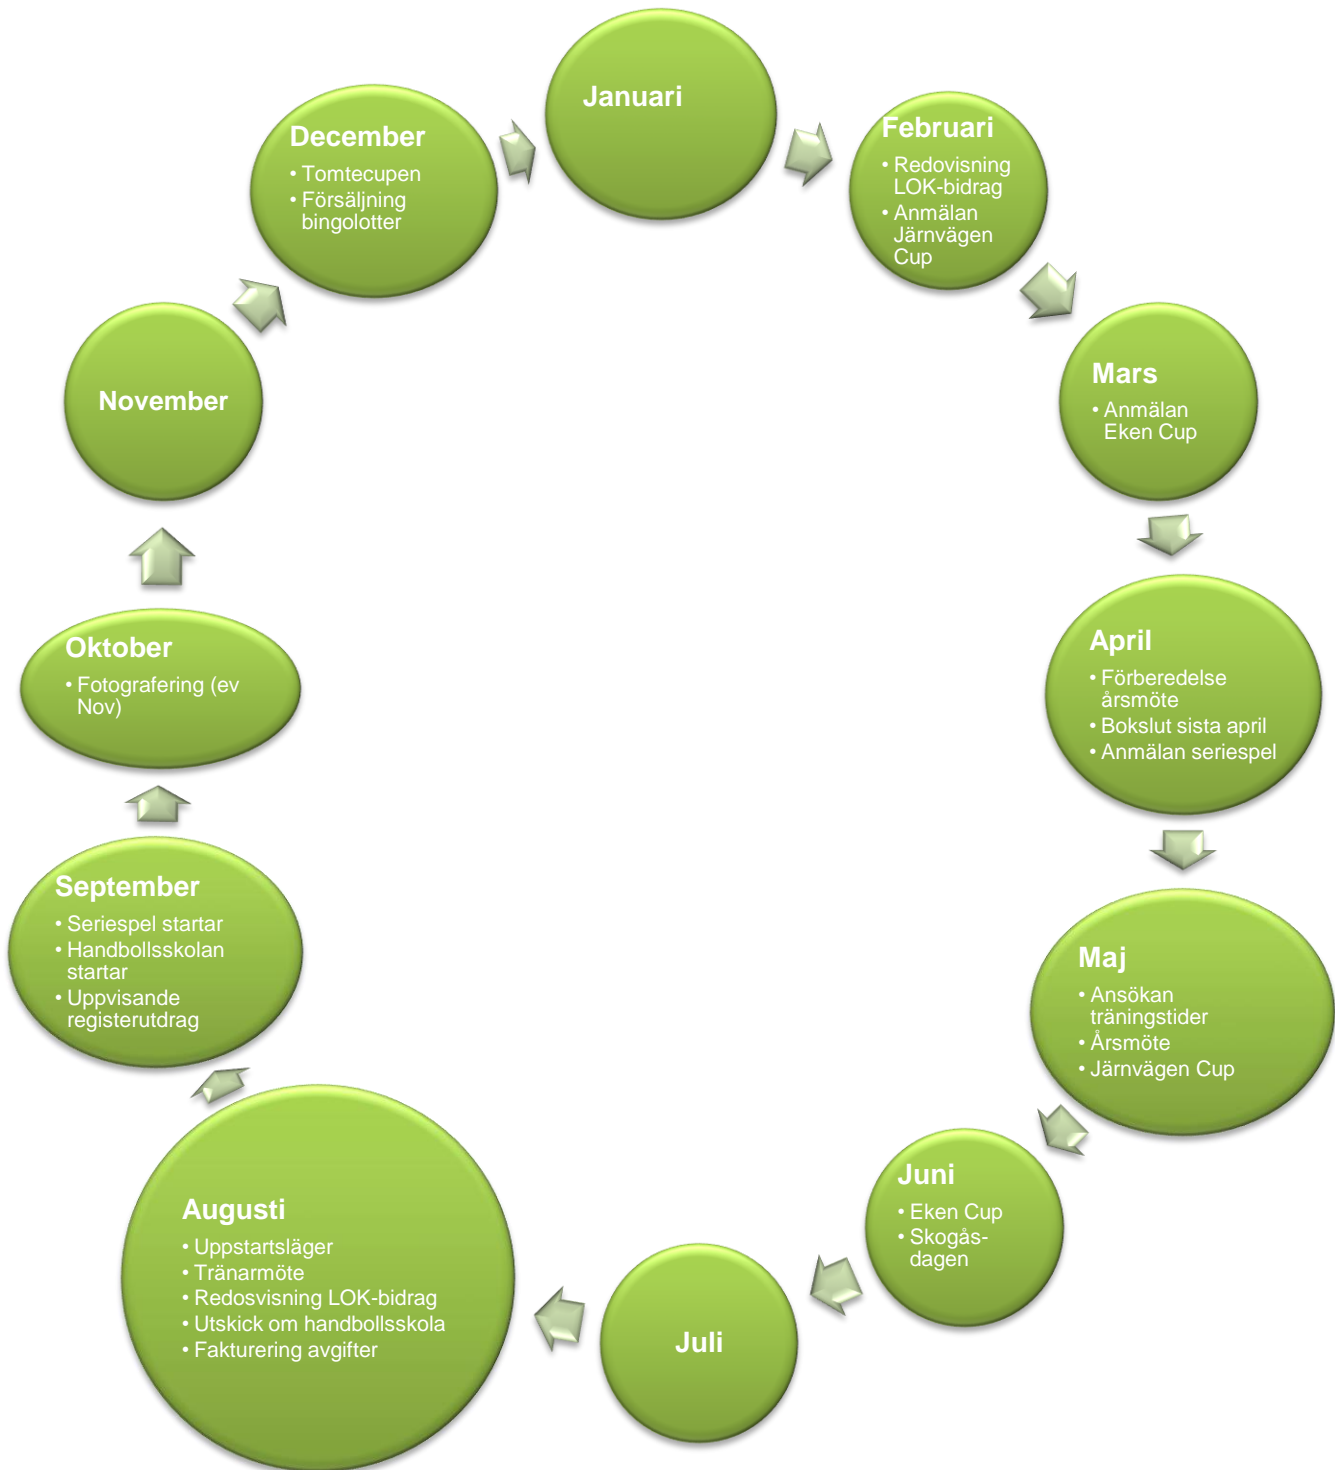 Januari
Februari
• Redovisning
LOK-bidrag
• Anmälan
Järnvägen
Cup
Mars
• Anmälan
Eken Cup
April
• Förberedelse
årsmöte
• Bokslut sista april
• Anmälan seriespel
Maj
• Ansökan
träningstider
• Årsmöte
• Järnvägen Cup
Juni
• Eken Cup
• Skogås-
dagen
Juli
Augusti
• Uppstartsläger
• Tränarmöte
• Redosvisning LOK-bidrag
• Utskick om handbollsskola
• Fakturering avgifter
September
• Seriespel startar
• Handbollsskolan
startar
• Uppvisande
registerutdrag
Oktober
• Fotografering (ev
Nov)
November
December
• Tomtecupen
• Försäljning
bingolotter